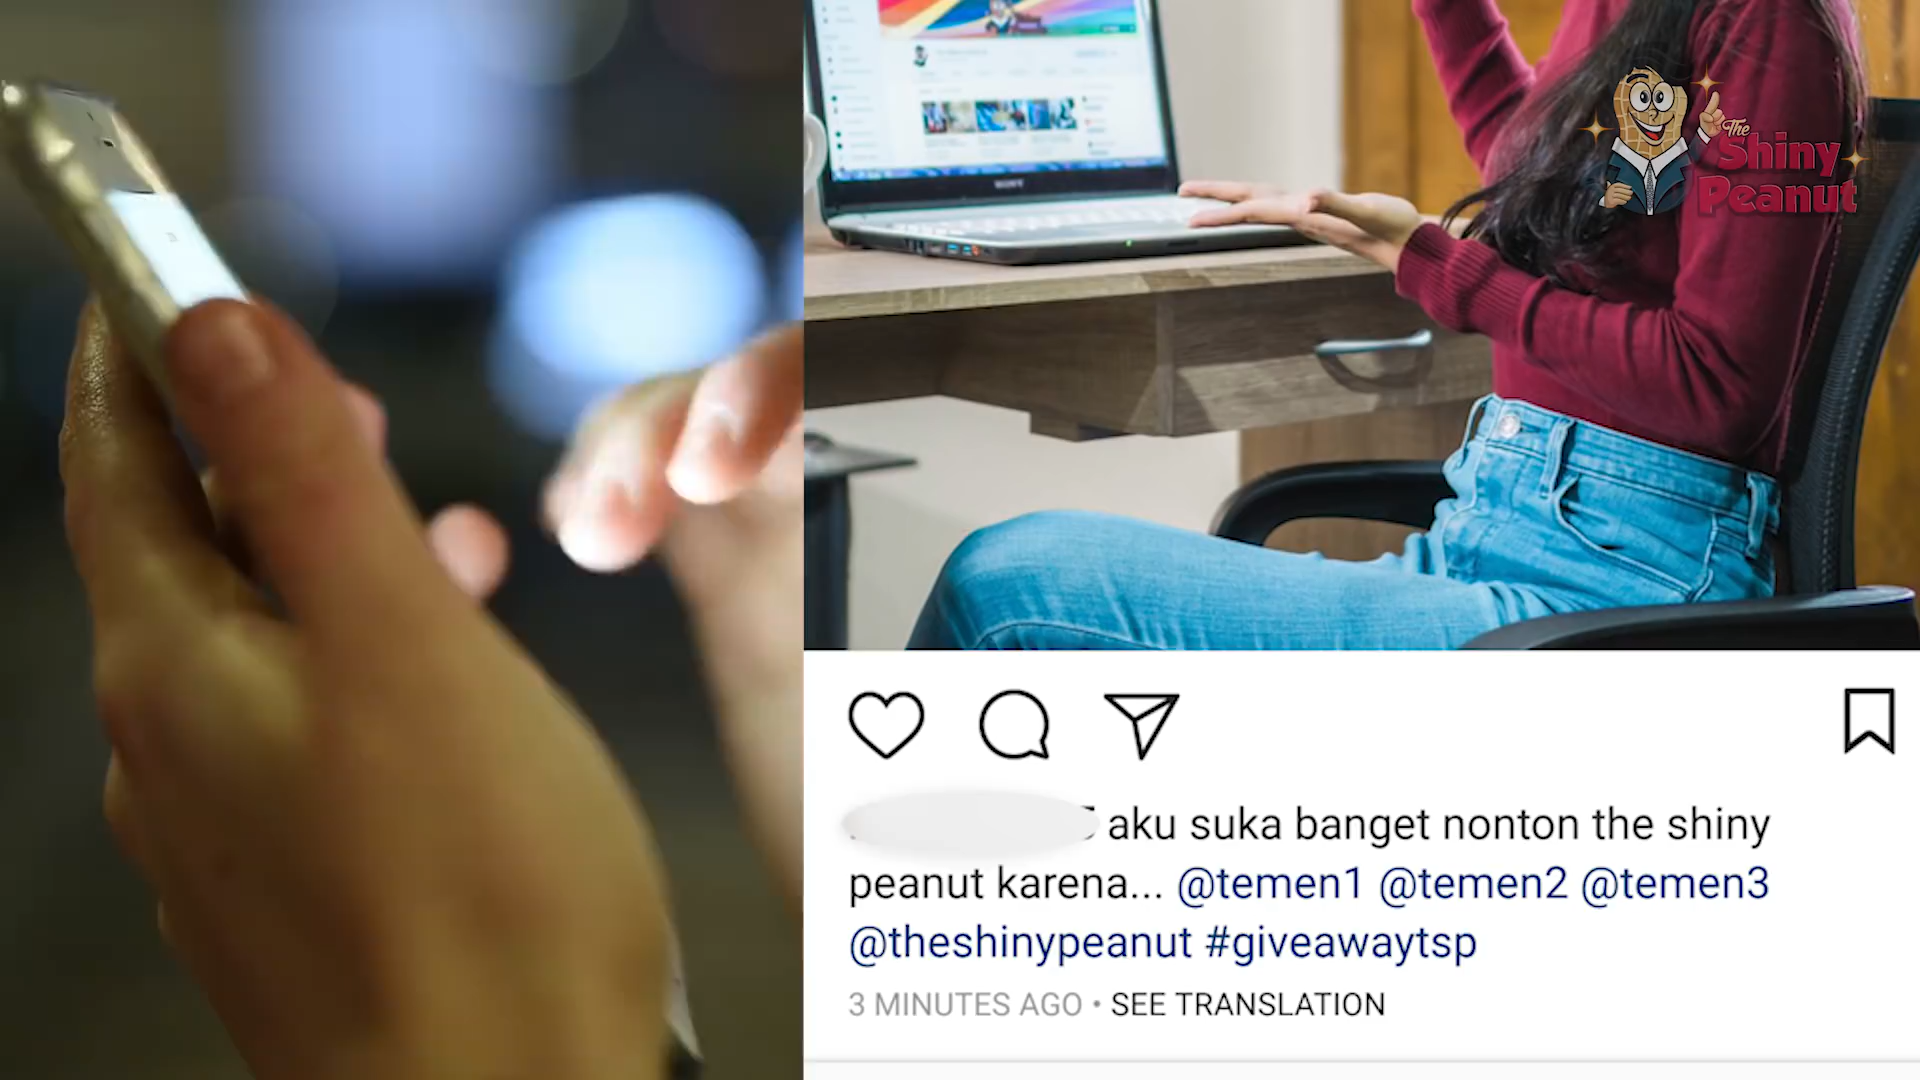 The
Shiny
Peanut
SONY
aku suka banget nonton the shiny
peanut karena... @temen1 @temen2 @temen3
@theshinypeanut #giveawaytsp
3 MINUTES AGO • SEE TRANSLATION